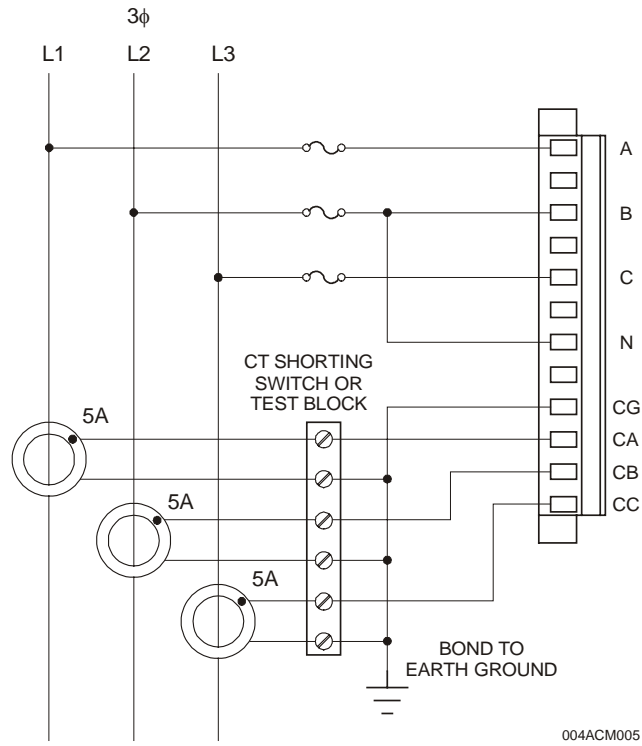 3ϕ
L1
L2
L3
A
B
C
N
CT SHORTING
SWITCH OR
TEST BLOCK
CG
CA
CB
CC
5A
5A
5A
BOND TO
EARTH GROUND
004ACM005